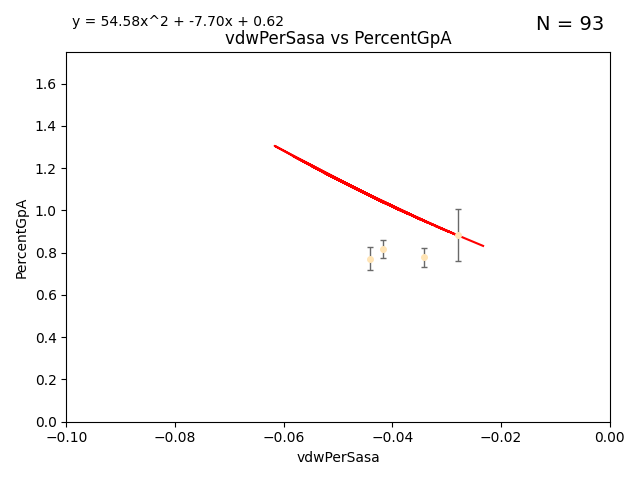 y = 54.58x^2 + -7.70x + 0.62
N = 93
vdwPerSasa vs PercentGpA
1.6
1.4
1.2
1.0
0.8
0.6
0.4
0.2
0.0
PercentGpA
−0.10 −0.08 −0.06 −0.04 −0.02 0.00
vdwPerSasa